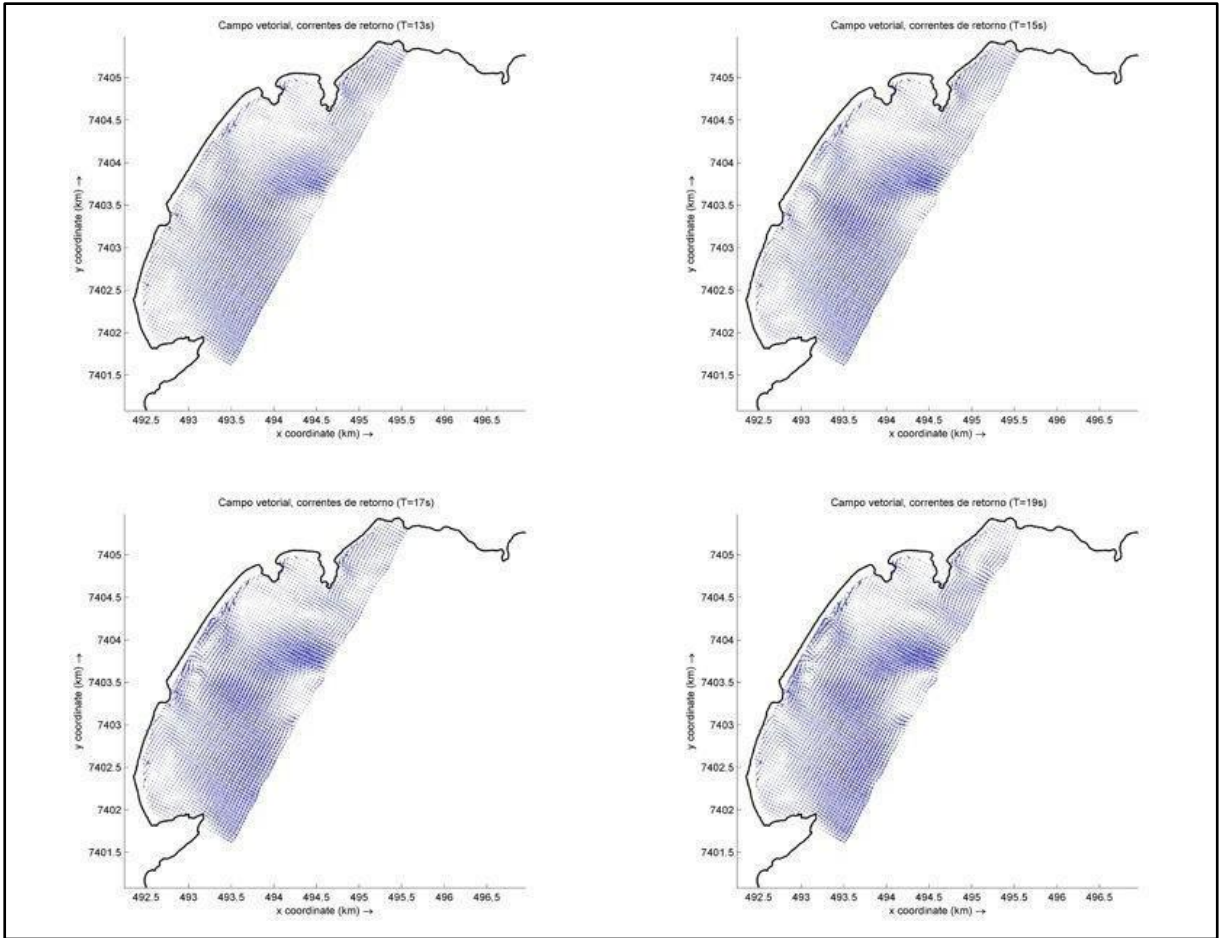 Campo vetorial, correntes de retorno (T=13s)
7405
7404.5
7404
7403.5
7403
7402.5
7402
7401.5
y coordinate (km) →
492.5 493 493.5 494 494.5 495 495.5 496 496.5
x coordinate (km) →
Campo vetorial, correntes de retorno (T=15s)
7405
7404.5
7404
7403.5
7403
7402.5
7402
7401.5
y coordinate (km) →
492.5 493 493.5 494 494.5 495 495.5 496 496.5
x coordinate (km) →
Campo vetorial, correntes de retorno (T=17s)
7405
7404.5
7404
7403.5
7403
7402.5
7402
7401.5
y coordinate (km) →
492.5 493 493.5 494 494.5 495 495.5 496 496.5
x coordinate (km) →
Campo vetorial, correntes de retorno (T=19s)
7405
7404.5
7404
7403.5
7403
7402.5
7402
7401.5
y coordinate (km) →
492.5 493 493.5 494 494.5 495 495.5 496 496.5
x coordinate (km) →